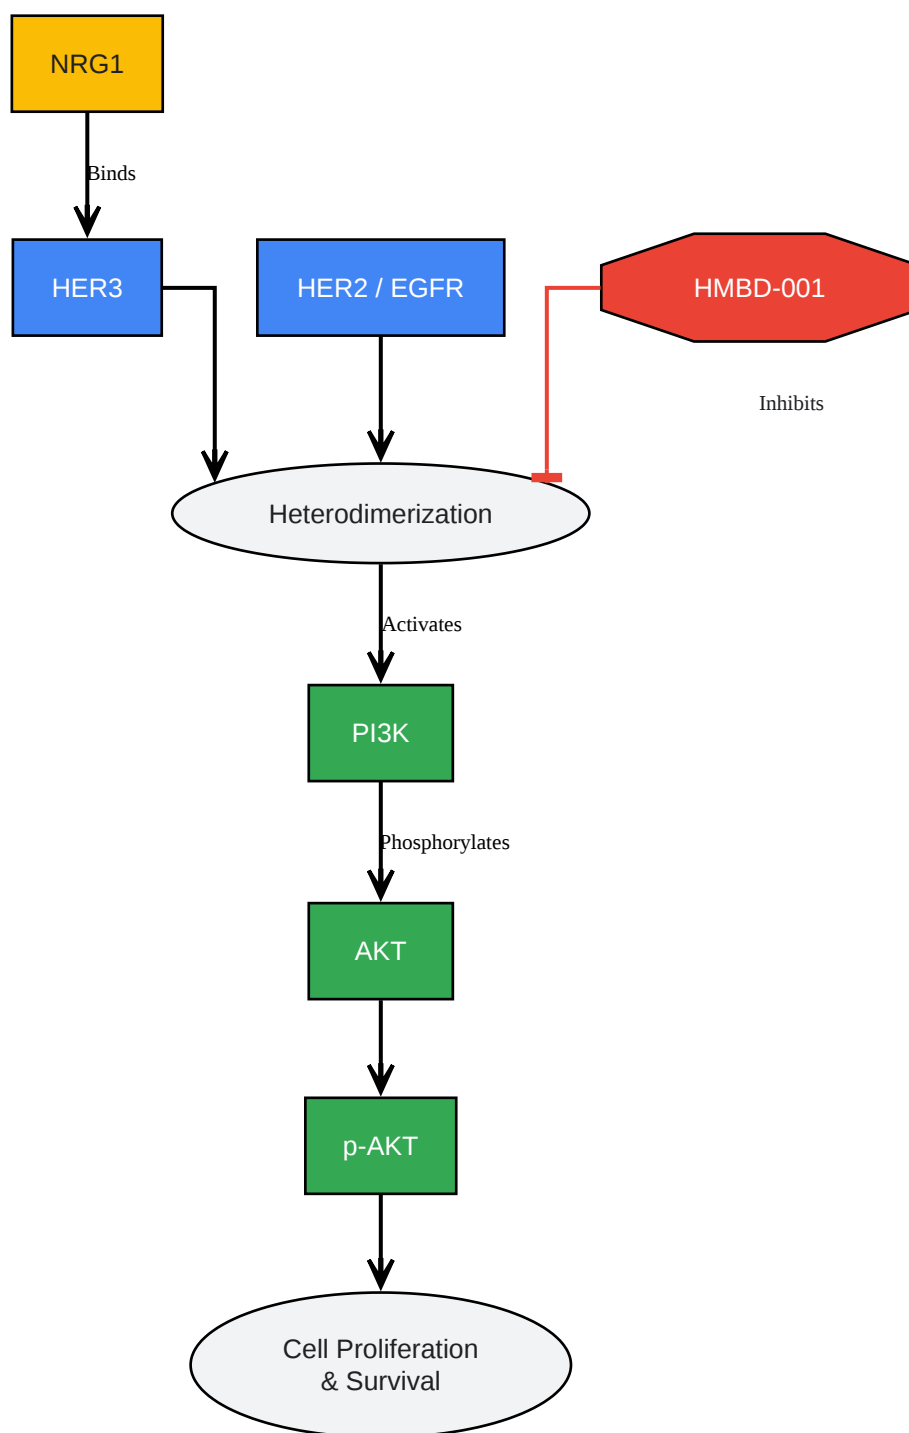 NRG1
Binds
HER3
HER2 / EGFR
HMBD-001
Inhibits
Heterodimerization
Activates
PI3K
Phosphorylates
AKT
p-AKT
Cell Proliferation
& Survival